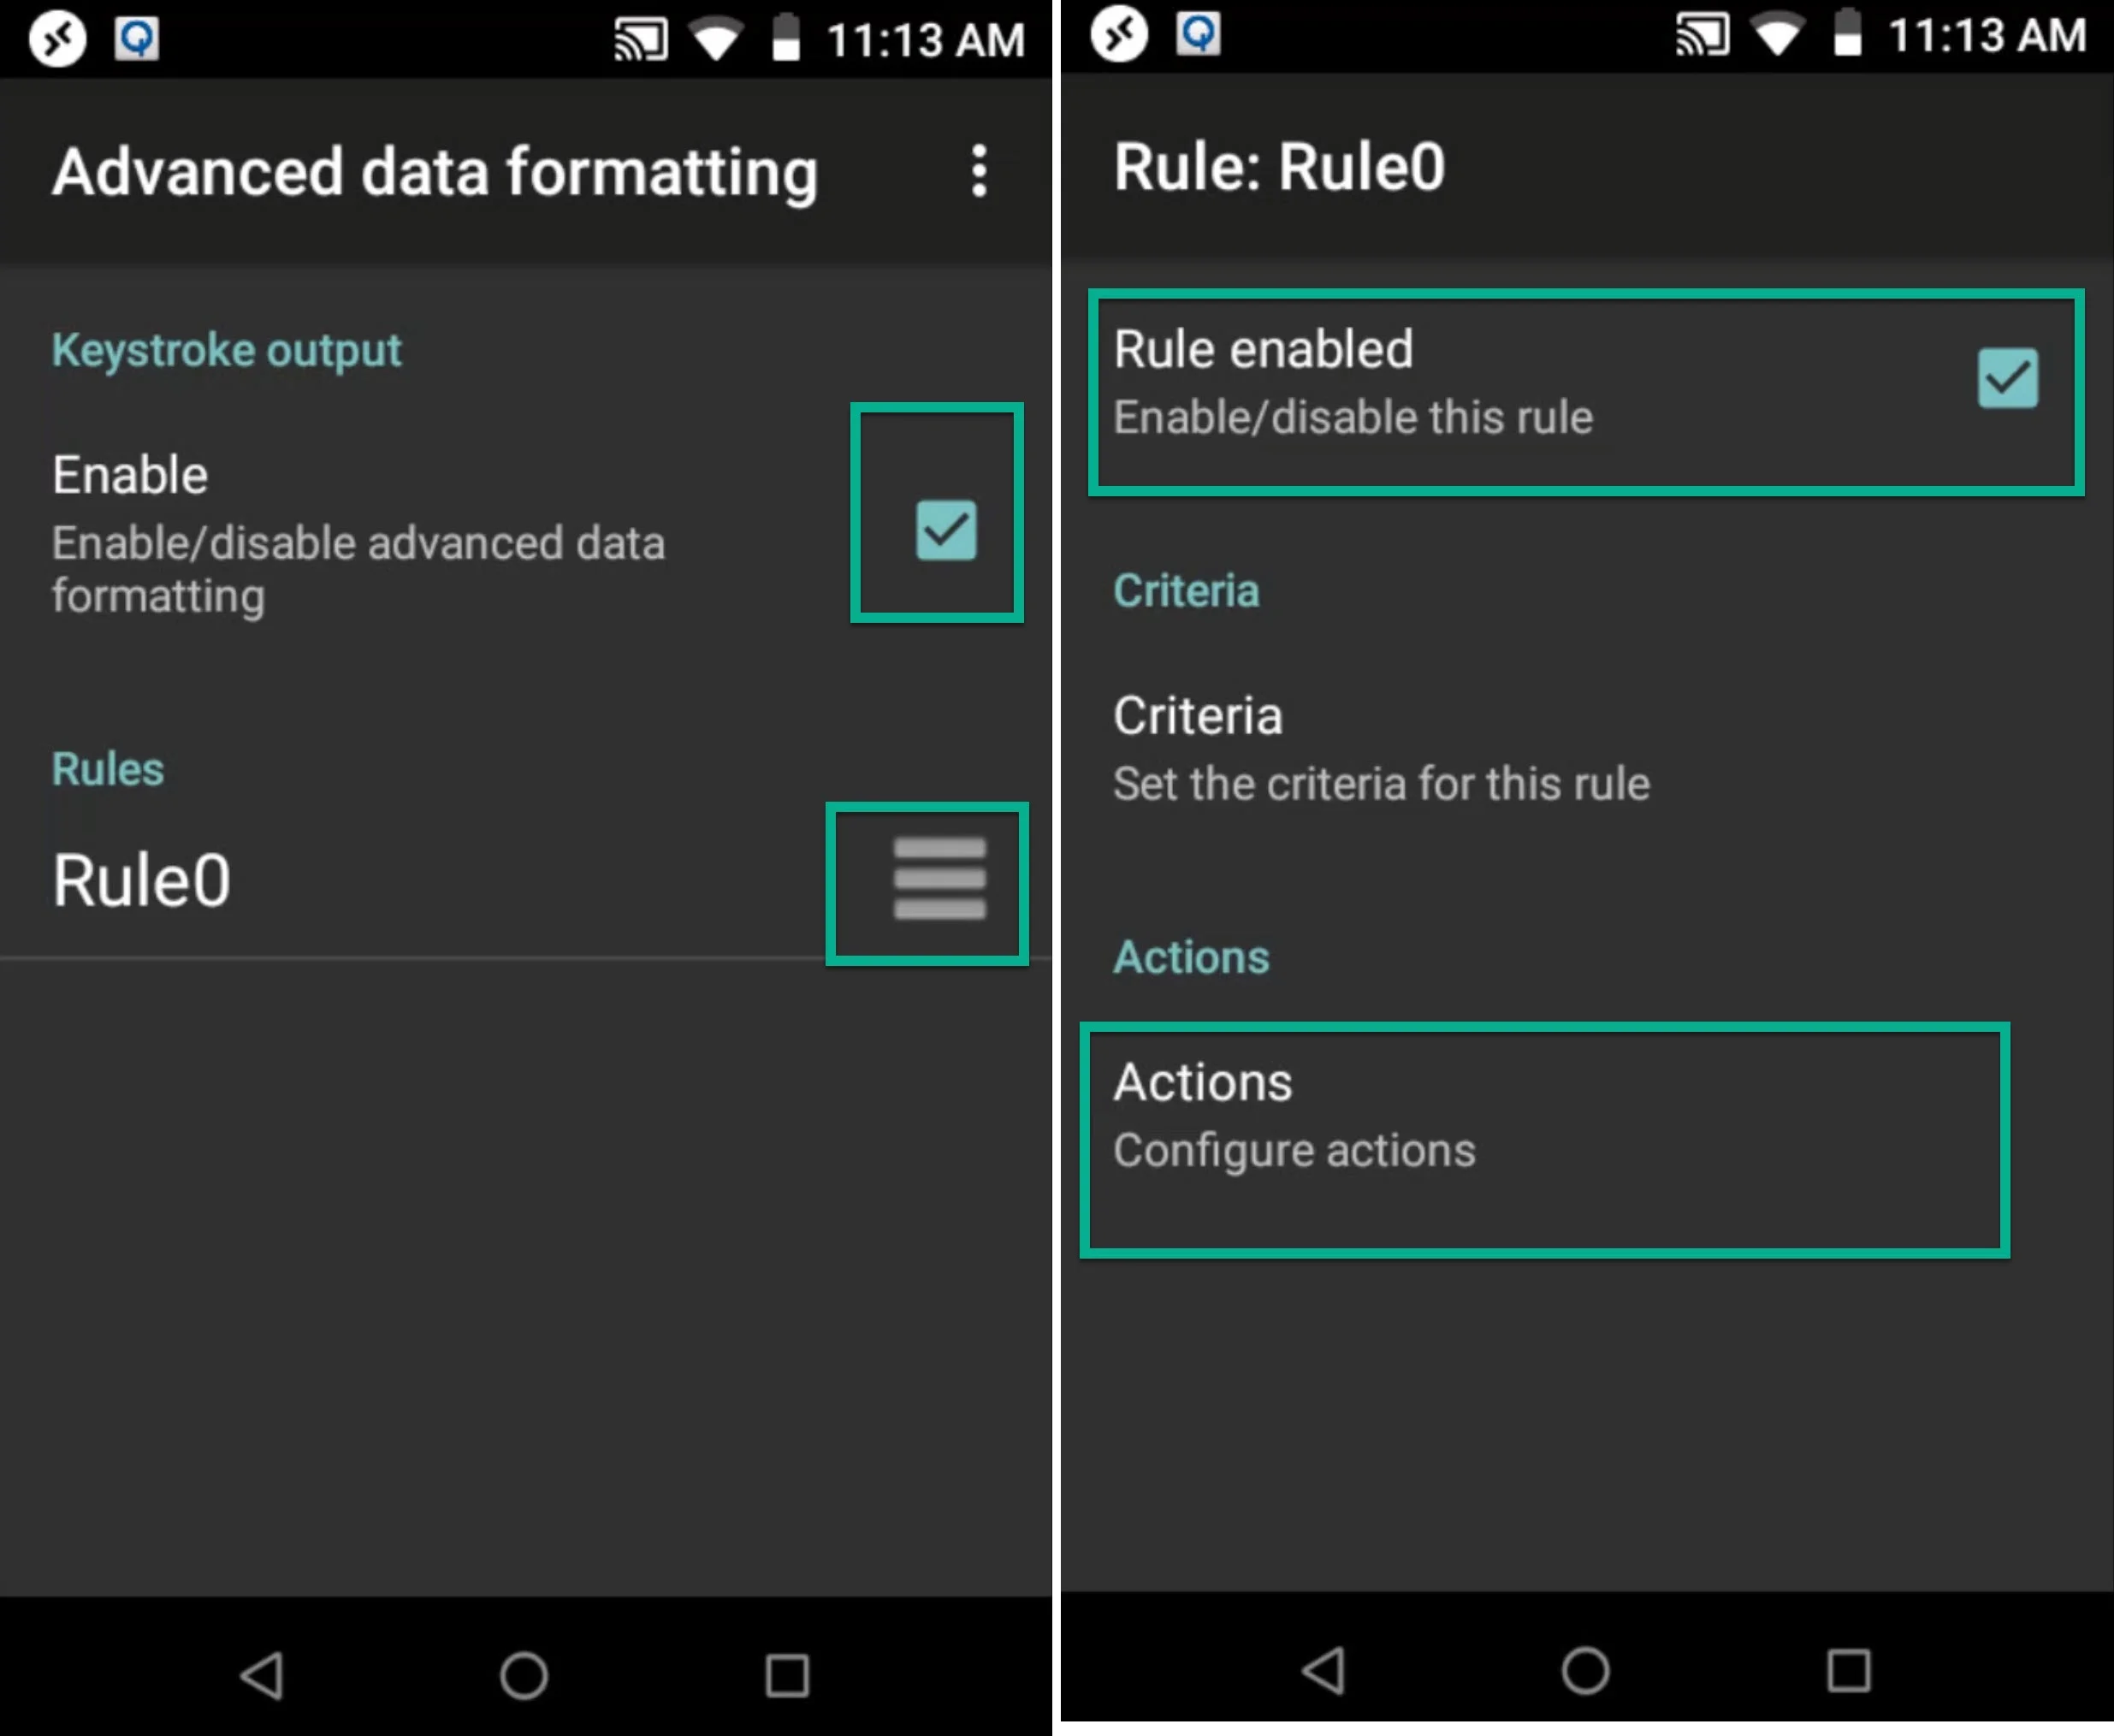 11:13 AM
Advanced data formatting
Keystroke output
Enable
Enable/disable advanced data
formatting
Rules
Rule0
11:13 AM
Rule: Rule0
Rule enabled
Enable/disable this rule
Criteria
Criteria
Set the criteria for this rule
Actions
Actions
Configure actions